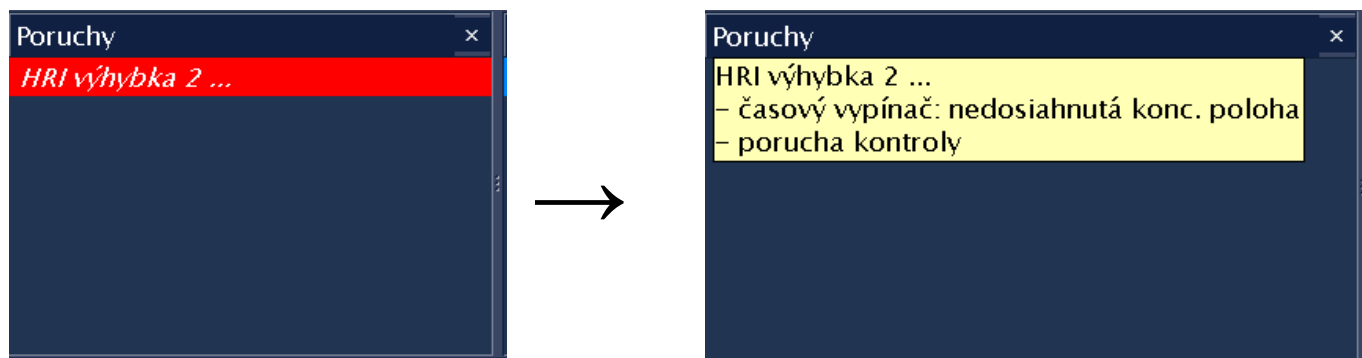 Poruchy ×
HRI výhybka 2 ...
Poruchy ×
HRI výhybka 2 ...
– časový vypínač: nedosiahnutá konc. poloha
– porucha kontroly